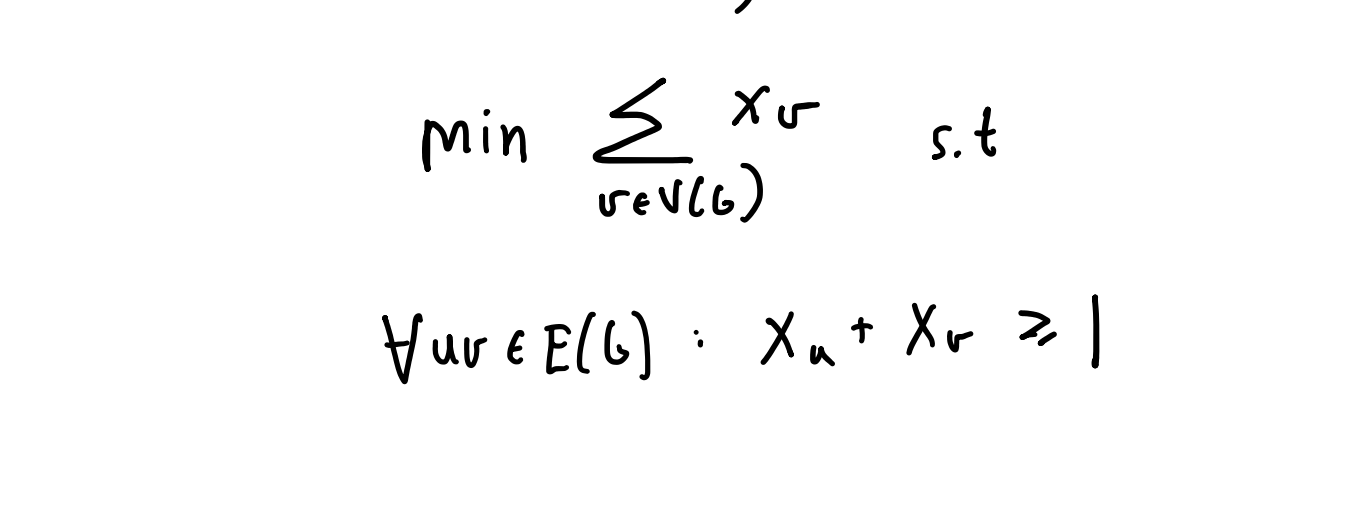 min ∑ x_v s.t
v∈V(G)
∀uv ∈ E(G) : x_u + x_v ⩾ 1